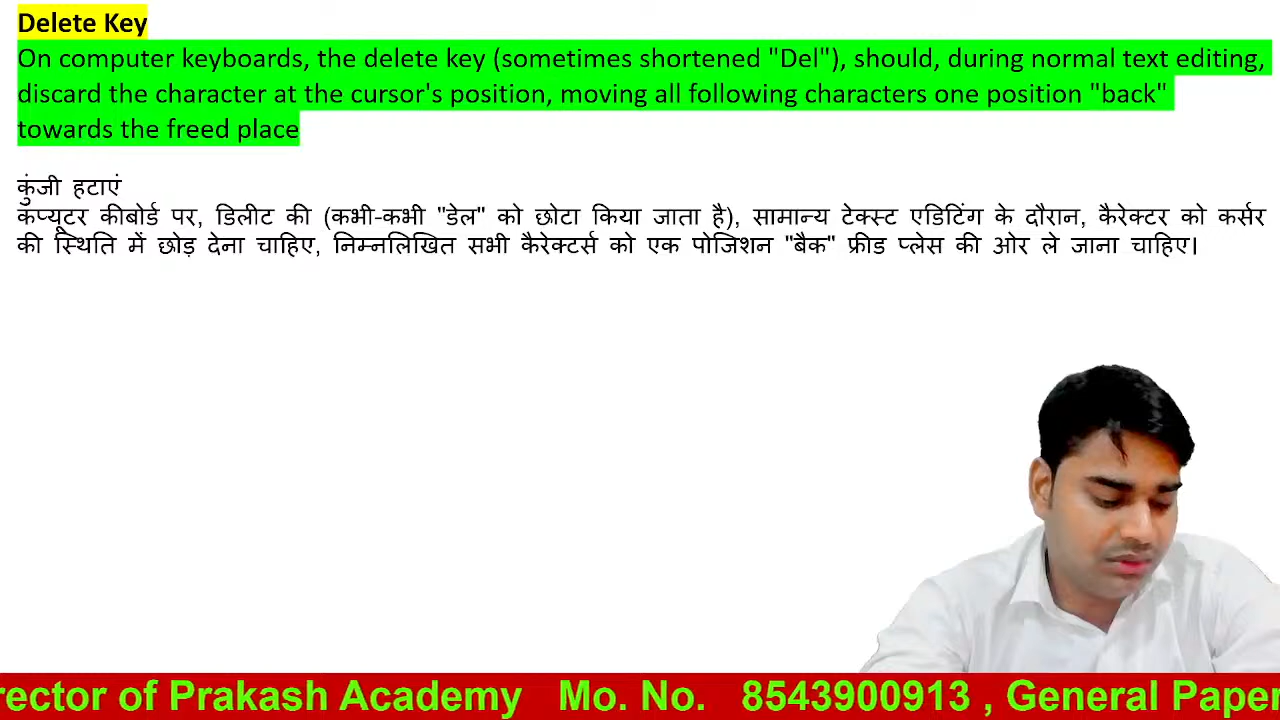 Delete Key
On computer keyboards, the delete key (sometimes shortened "Del"), should, during normal text editing,
discard the character at the cursor's position, moving all following characters one position "back"
towards the freed place
कुंजी हटाएं
कंप्यूटर कीबोर्ड पर, डिलीट की (कभी-कभी "डेल" को छोटा किया जाता है), सामान्य टेक्स्ट एडिटिंग के दौरान, कैरेक्टर को कर्सर
की स्थिति में छोड़ देना चाहिए, निम्नलिखित सभी कैरेक्टर्स को एक पोजिशन "बैक" फ्रीड प्लेस की ओर ले जाना चाहिए।
rector of Prakash Academy Mo. No. 8543900913 , General Paper